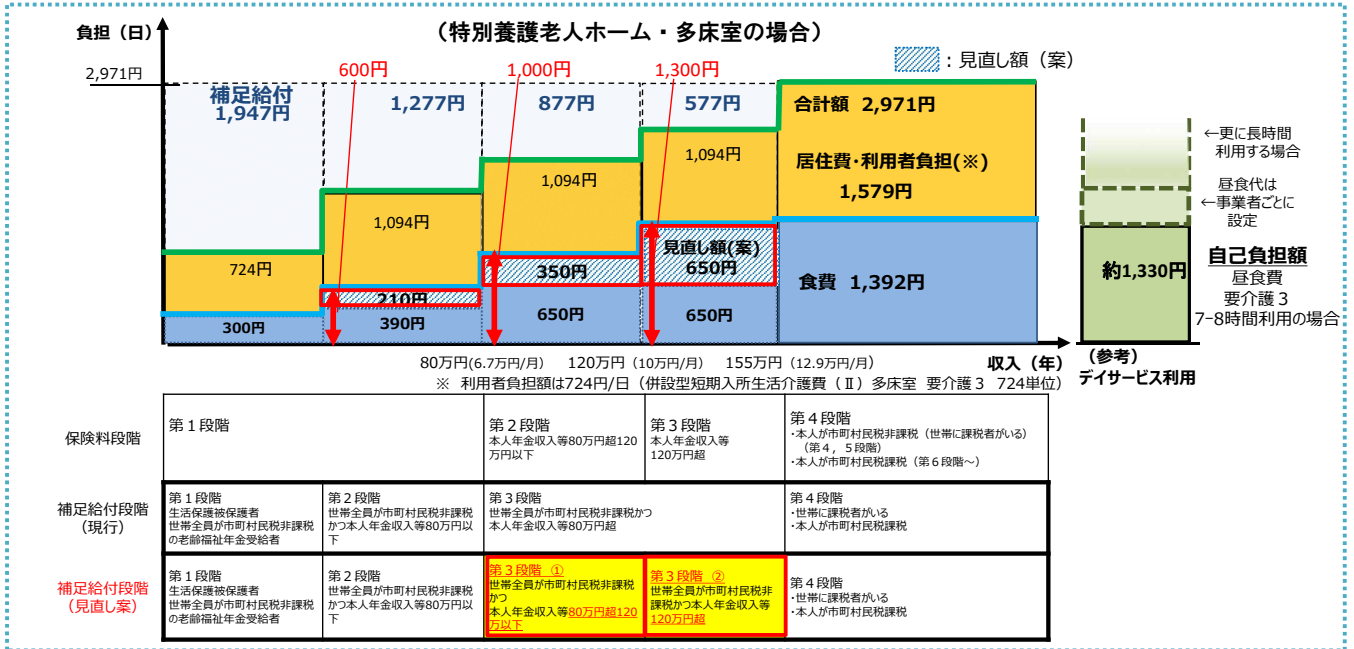 負担（日）
（特別養護老人ホーム・多床室の場合）
：見直し額（案）
2,971円
600円
1,000円
1,300円
補足給付
1,947円
1,277円
877円
577円
合計額 2,971円
居住費・利用者負担(※)
1,579円
724円
1,094円
1,094円
1,094円
300円
210円
390円
350円
650円
見直し額(案)
650円
650円
食費 1,392円
←更に長時間
利用する場合
昼食代は
←事業者ごとに
設定
約1,330円
自己負担額
昼食費
要介護３
7-8時間利用の場合
（参考）
デイサービス利用
80万円(6.7万円/月)
120万円（10万円/月）
155万円（12.9万円/月）
収入（年）
※ 利用者負担額は724円/日（併設型短期入所生活介護費（Ⅱ）多床室 要介護３ 724単位）
保険料段階
第１段階
第２段階
本人年金収入等80万円超120
万円以下
第３段階
本人年金収入等
120万円超
第４段階
・本人が市町村民税非課税（世帯に課税者がいる）
（第４，５段階）
・本人が市町村民税課税（第６段階～）
補足給付段階
（現行）
第１段階
生活保護被保護者
世帯全員が市町村民税非課税
の老齢福祉年金受給者
第２段階
世帯全員が市町村民税非課税
かつ本人年金収入等80万円以
下
第３段階
世帯全員が市町村民税非課税かつ
本人年金収入等80万円超
第４段階
・世帯に課税者がいる
・本人が市町村民税課税
補足給付段階
（見直し案）
第１段階
生活保護被保護者
世帯全員が市町村民税非課税
の老齢福祉年金受給者
第２段階
世帯全員が市町村民税非課税
かつ本人年金収入等80万円以
下
第３段階 ①
世帯全員が市町村民税非課税
かつ
本人年金収入等80万円超120
万以下
第３段階 ②
世帯全員が市町村民税非
課税かつ本人年金収入等
120万円超
第４段階
・世帯に課税者がいる
・本人が市町村民税課税